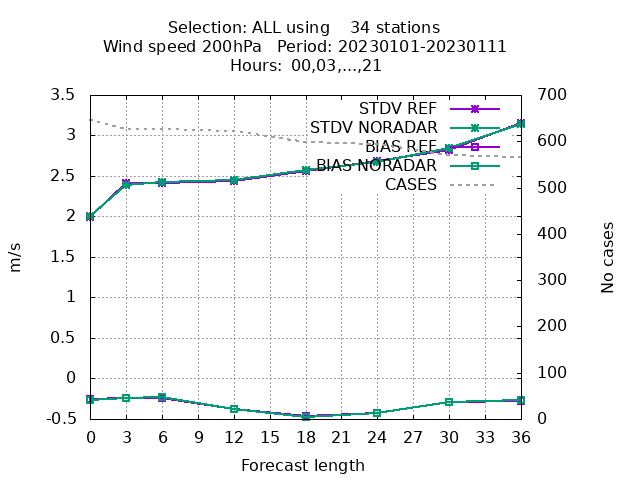 Selection: ALL using    34 stations
Wind speed 200hPa   Period: 20230101-20230111
Hours:  00,03,...,21
STDV REF
STDV NORADAR
BIAS REF
BIAS NORADAR
CASES
3.5
3
2.5
2
1.5
1
0.5
0
-0.5
m/s
700
600
500
400
300
200
100
0
No cases
0 3 6 9 12 15 18 21 24 27 30 33 36
Forecast length